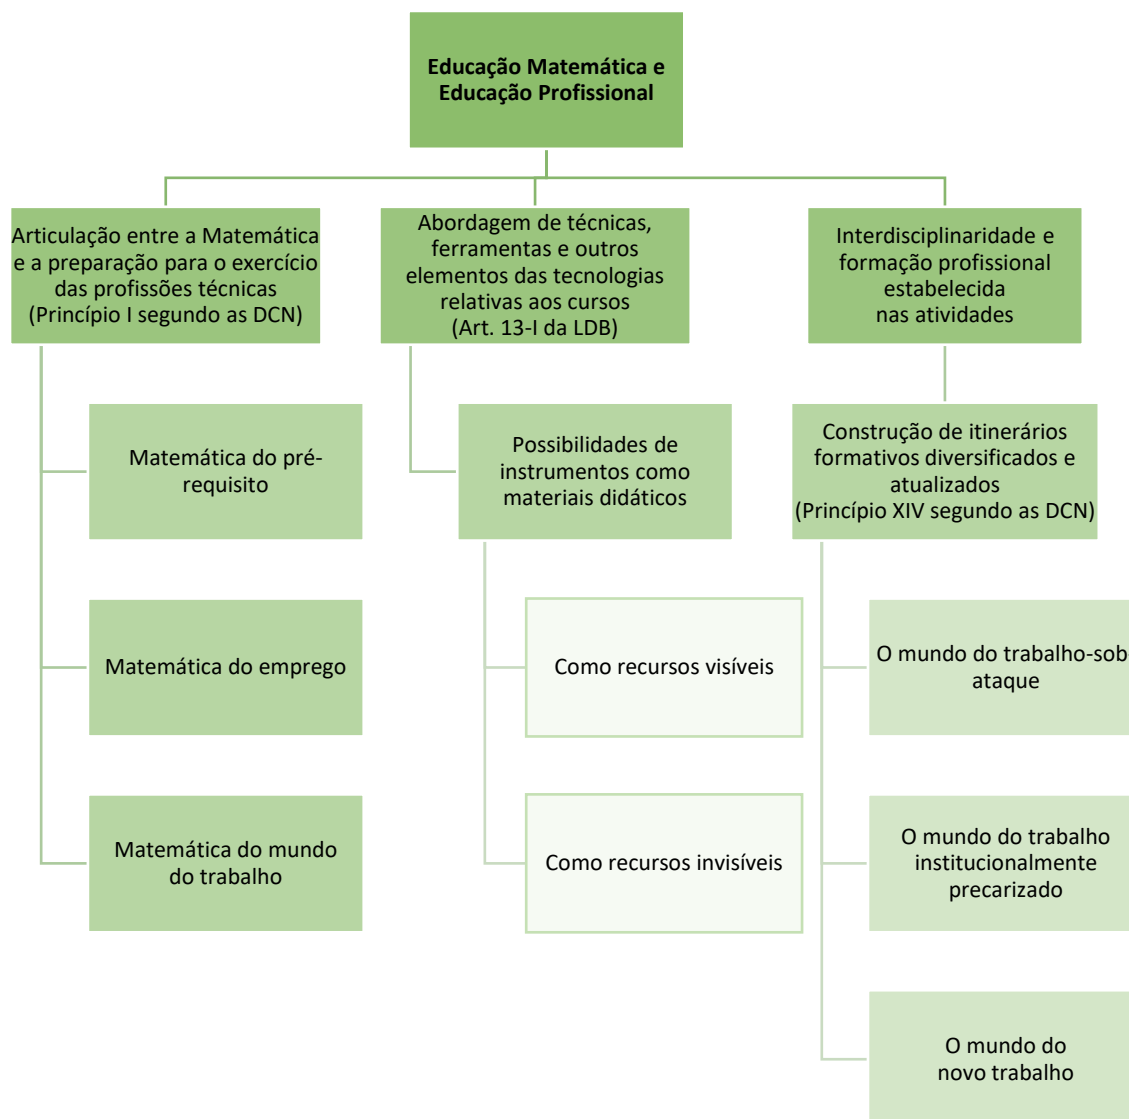 Educação Matemática e
Educação Profissional
Articulação entre a Matemática
e a preparação para o exercício
das profissões técnicas
(Princípio I segundo as DCN)
Matemática do pré-
requisito
Matemática do emprego
Matemática do mundo
do trabalho
Abordagem de técnicas,
ferramentas e outros
elementos das tecnologias
relativas aos cursos
(Art. 13-I da LDB)
Possibilidades de
instrumentos como
materiais didáticos
Como recursos visíveis
Como recursos invisíveis
Interdisciplinaridade e
formação profissional
estabelecida
nas atividades
Construção de itinerários
formativos diversificados e
atualizados
(Princípio XIV segundo as DCN)
O mundo do trabalho-sob-
ataque
O mundo do trabalho
institucionalmente
precarizado
O mundo do
novo trabalho